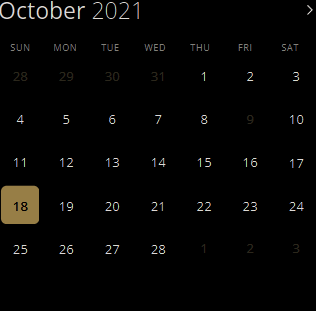 October 2021
SUN MON TUE WED THU FRI SAT
28 29 30 31 1 2 3
4 5 6 7 8 9 10
11 12 13 14 15 16 17
18 19 20 21 22 23 24
25 26 27 28 1 2 3